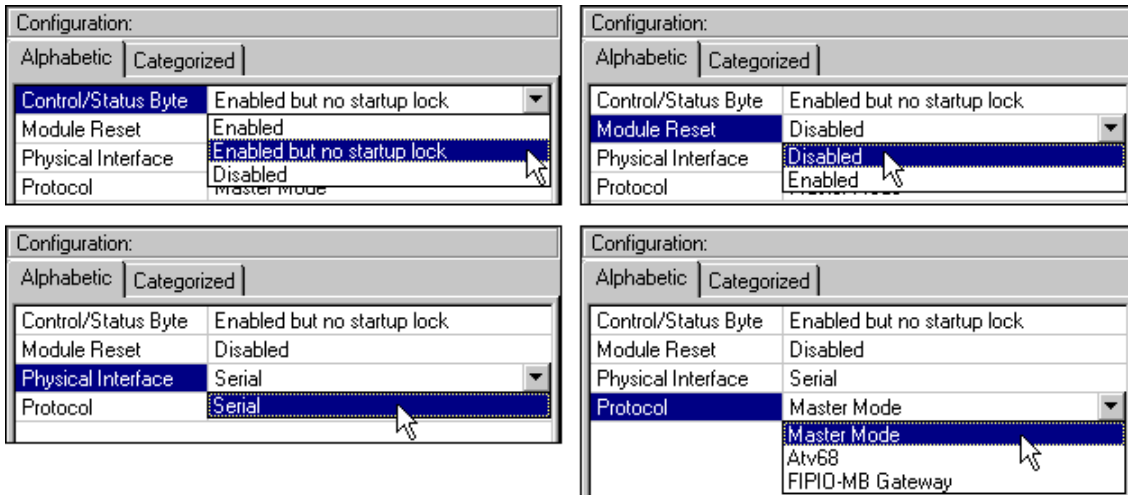 Configuration:
Alphabetic Categorized
Control/Status Byte Enabled but no startup lock
Module Reset Enabled
Physical Interface Enabled but no startup lock
Protocol Disabled
Master Mode
Configuration:
Alphabetic Categorized
Control/Status Byte Enabled but no startup lock
Module Reset Disabled
Physical Interface Disabled
Protocol Enabled
Configuration:
Alphabetic Categorized
Control/Status Byte Enabled but no startup lock
Module Reset Disabled
Physical Interface Serial
Protocol Serial
Configuration:
Alphabetic Categorized
Control/Status Byte Enabled but no startup lock
Module Reset Disabled
Physical Interface Serial
Protocol Master Mode
Master Mode
Atv68
FIPIO-MB Gateway